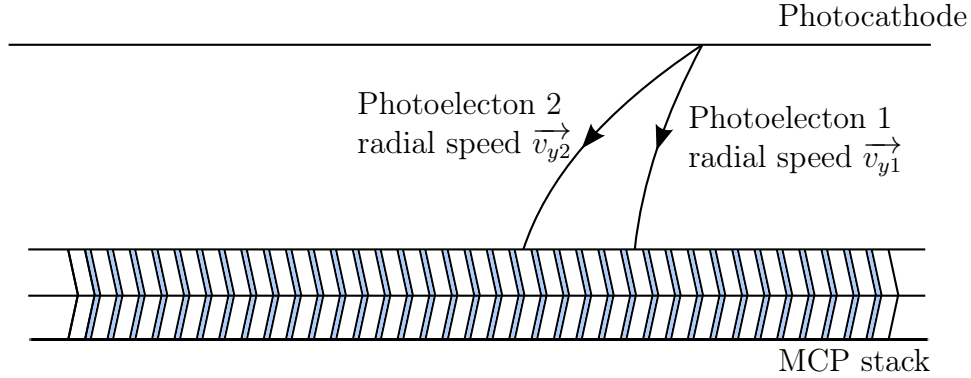 Photocathode
Photoelecton 2
radial speed $\overrightarrow{v_{y2}}$
Photoelecton 1
radial speed $\overrightarrow{v_{y1}}$
MCP stack